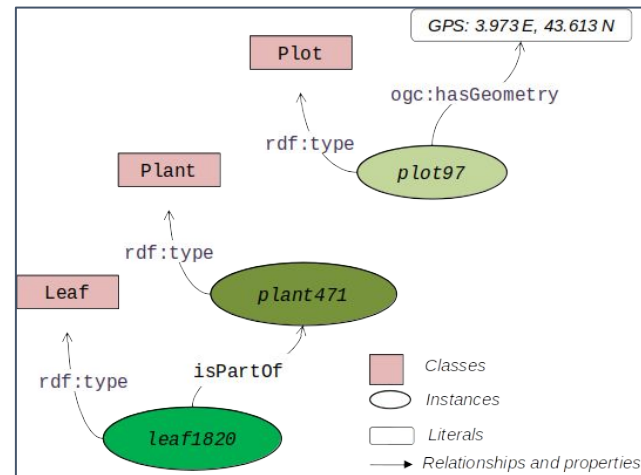 GPS: 3.973 E, 43.613 N
Plot
ogc:hasGeometry
rdf:type
Plant
plot97
rdf:type
Leaf
plant471
isPartOf
rdf:type
leaf1820
Classes
Instances
Literals
Relationships and properties